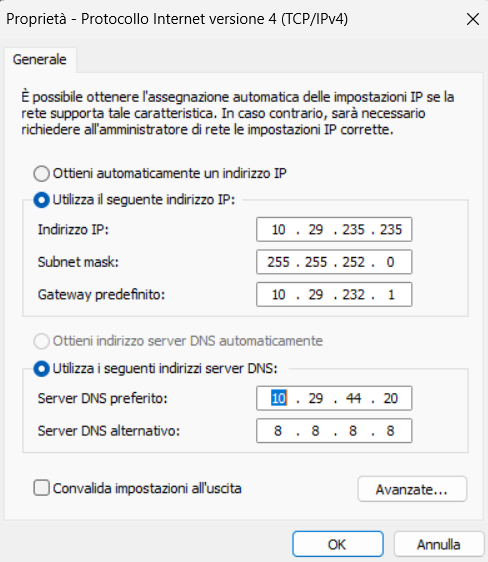 Proprietà - Protocollo Internet versione 4 (TCP/IPv4)
Generale
È possibile ottenere l'assegnazione automatica delle impostazioni IP se la
rete supporta tale caratteristica. In caso contrario, sarà necessario
richiedere all'amministratore di rete le impostazioni IP corrette.
Ottieni automaticamente un indirizzo IP
Utilizza il seguente indirizzo IP:
Indirizzo IP: 10 . 29 . 235 . 235
Subnet mask: 255 . 255 . 252 . 0
Gateway predefinito: 10 . 29 . 232 . 1
Ottieni indirizzo server DNS automaticamente
Utilizza i seguenti indirizzi server DNS:
Server DNS preferito: 10 . 29 . 44 . 20
Server DNS alternativo: 8 . 8 . 8 . 8
Convalida impostazioni all'uscita
Avanzate...
OK Annulla